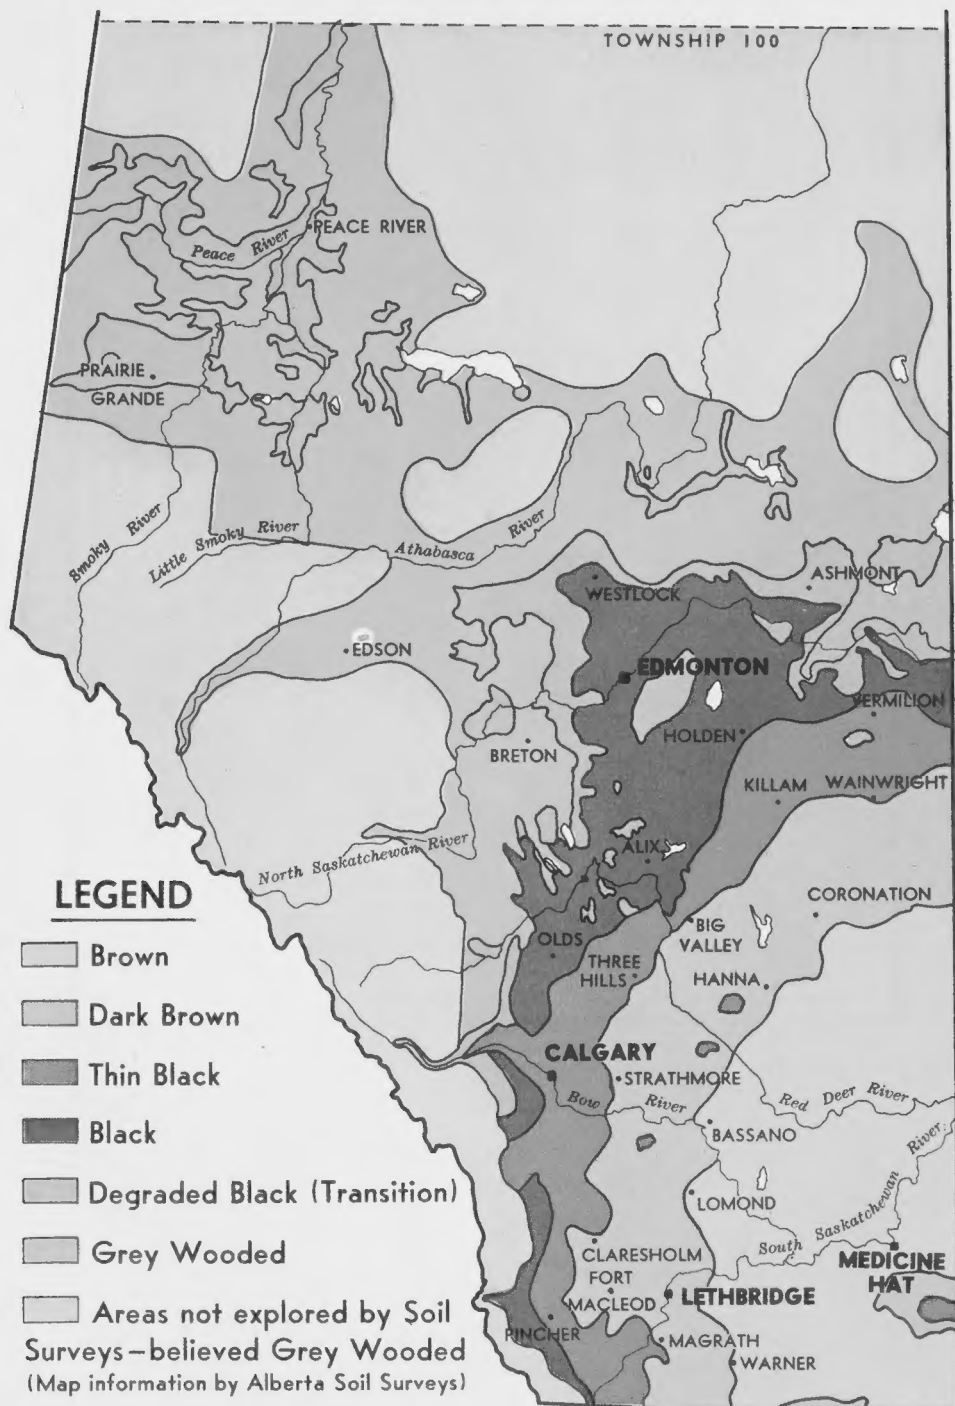 TOWNSHIP 100
Peace River
PEACE RIVER
PRAIRIE
GRANDE
Smoky River
Little Smoky River
Athabasca River
ASHMONT
WESTLOCK
EDSON
EDMONTON
VERMILION
HOLDEN
BRETON
KILLAM
WAINWRIGHT
North Saskatchewan River
ALIX
CORONATION
BIG
VALLEY
OLDS
THREE
HILLS
HANNA
CALGARY
STRATHMORE
Bow River
Red Deer River
BASSANO
LOMOND
South Saskatchewan River
CLARESHOLM
FORT
MACLEOD
LETHBRIDGE
MEDICINE
HAT
PINCHER
MAGRATH
WARNER
LEGEND
Brown
Dark Brown
Thin Black
Black
Degraded Black (Transition)
Grey Wooded
Areas not explored by Soil
Surveys—believed Grey Wooded
(Map information by Alberta Soil Surveys)